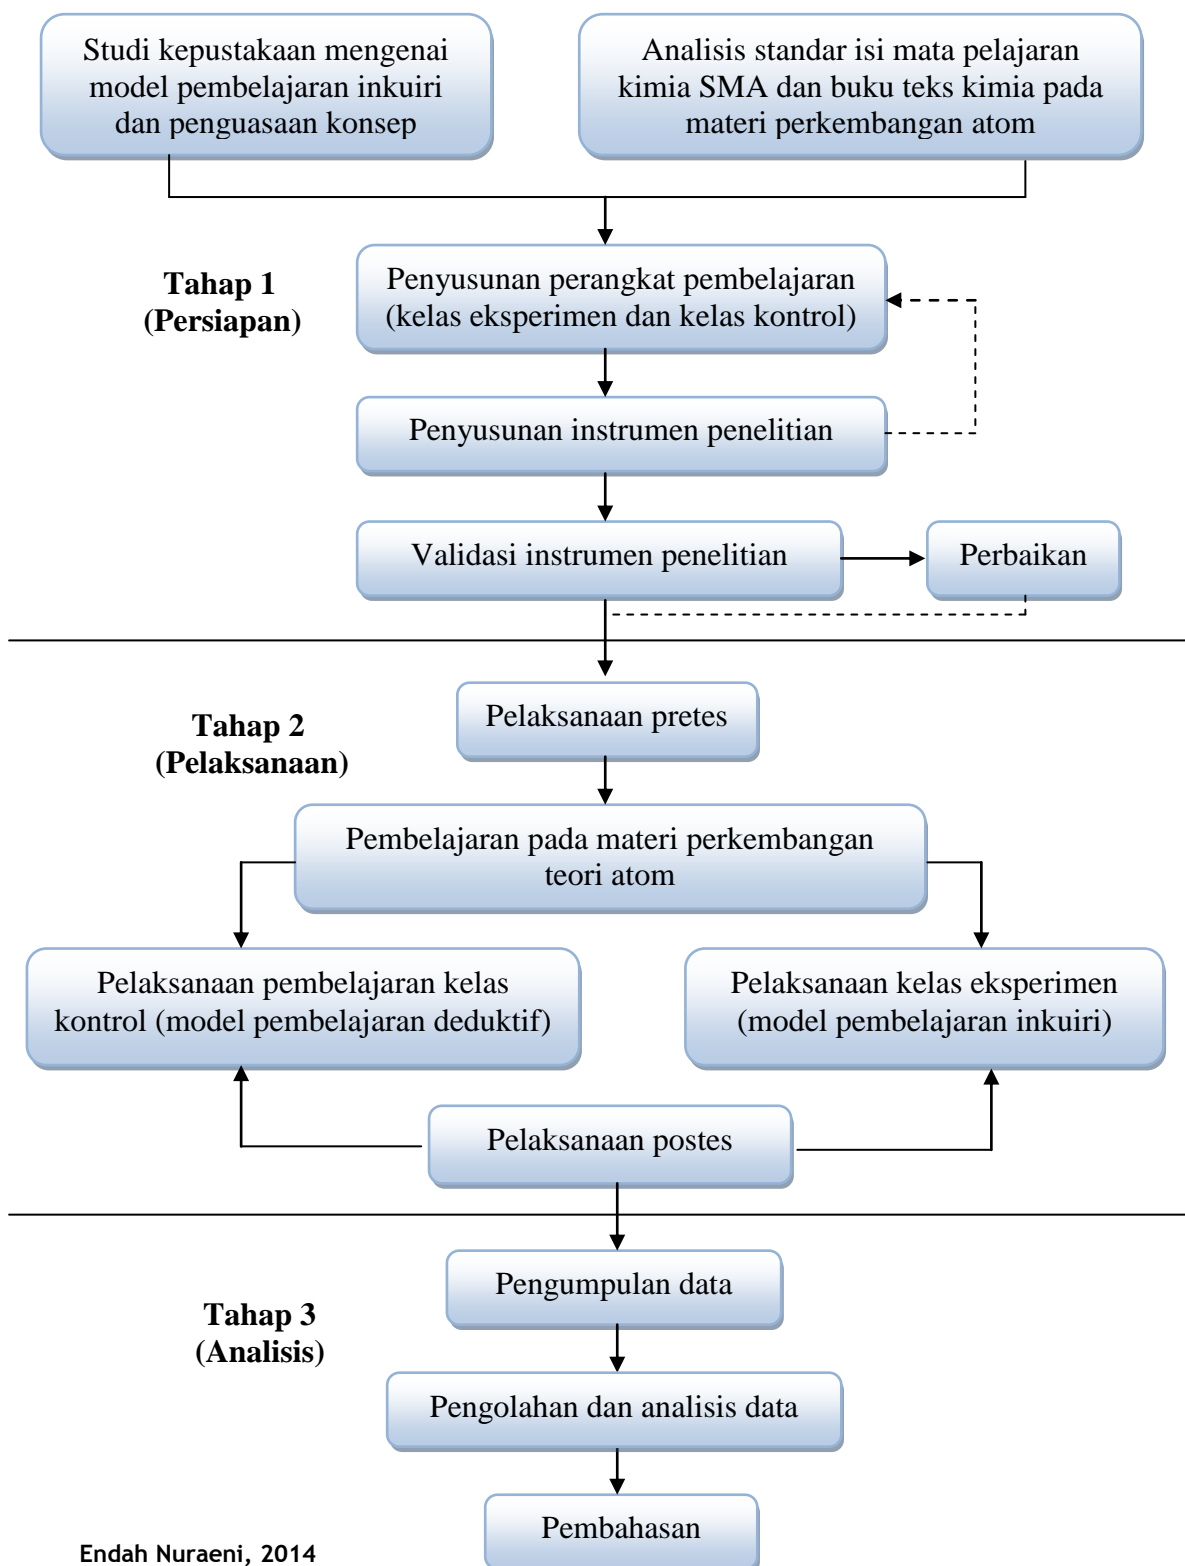 Studi kepustakaan mengenai
model pembelajaran inkuiri
dan penguasaan konsep
Analisis standar isi mata pelajaran
kimia SMA dan buku teks kimia pada
materi perkembangan atom
Tahap 1
(Persiapan)
Penyusunan perangkat pembelajaran
(kelas eksperimen dan kelas kontrol)
Penyusunan instrumen penelitian
Validasi instrumen penelitian
Perbaikan
Tahap 2
(Pelaksanaan)
Pelaksanaan pretes
Pembelajaran pada materi perkembangan
teori atom
Pelaksanaan pembelajaran kelas
kontrol (model pembelajaran deduktif)
Pelaksanaan kelas eksperimen
(model pembelajaran inkuiri)
Pelaksanaan postes
Tahap 3
(Analisis)
Pengumpulan data
Pengolahan dan analisis data
Pembahasan
Endah Nuraeni, 2014